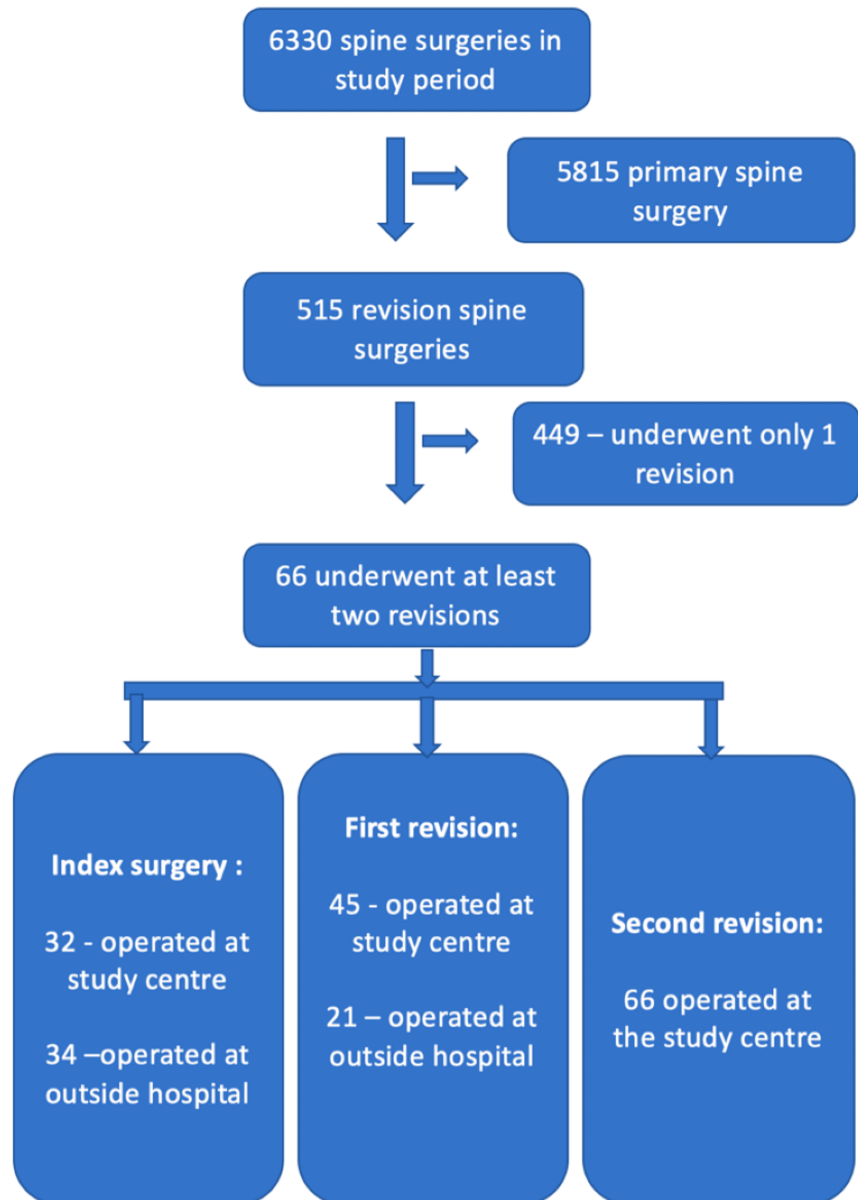 6330 spine surgeries in
study period
5815 primary spine
surgery
515 revision spine
surgeries
449 – underwent only 1
revision
66 underwent at least
two revisions
Index surgery :
32 - operated at
study centre
34 –operated at
outside hospital
First revision:
45 - operated at
study centre
21 – operated at
outside hospital
Second revision:
66 operated at
the study centre